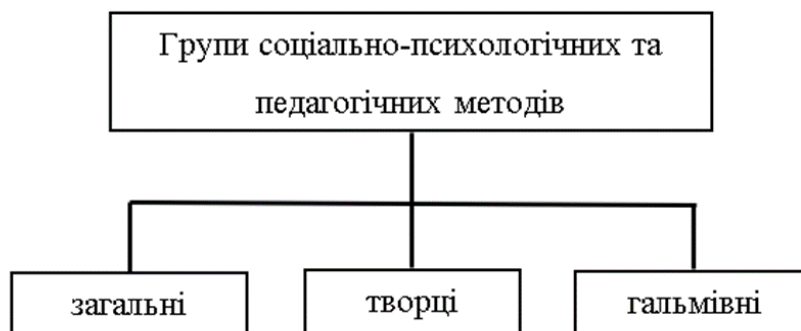 Групи соціально-психологічних та
педагогічних методів
загальні
творці
гальмівні